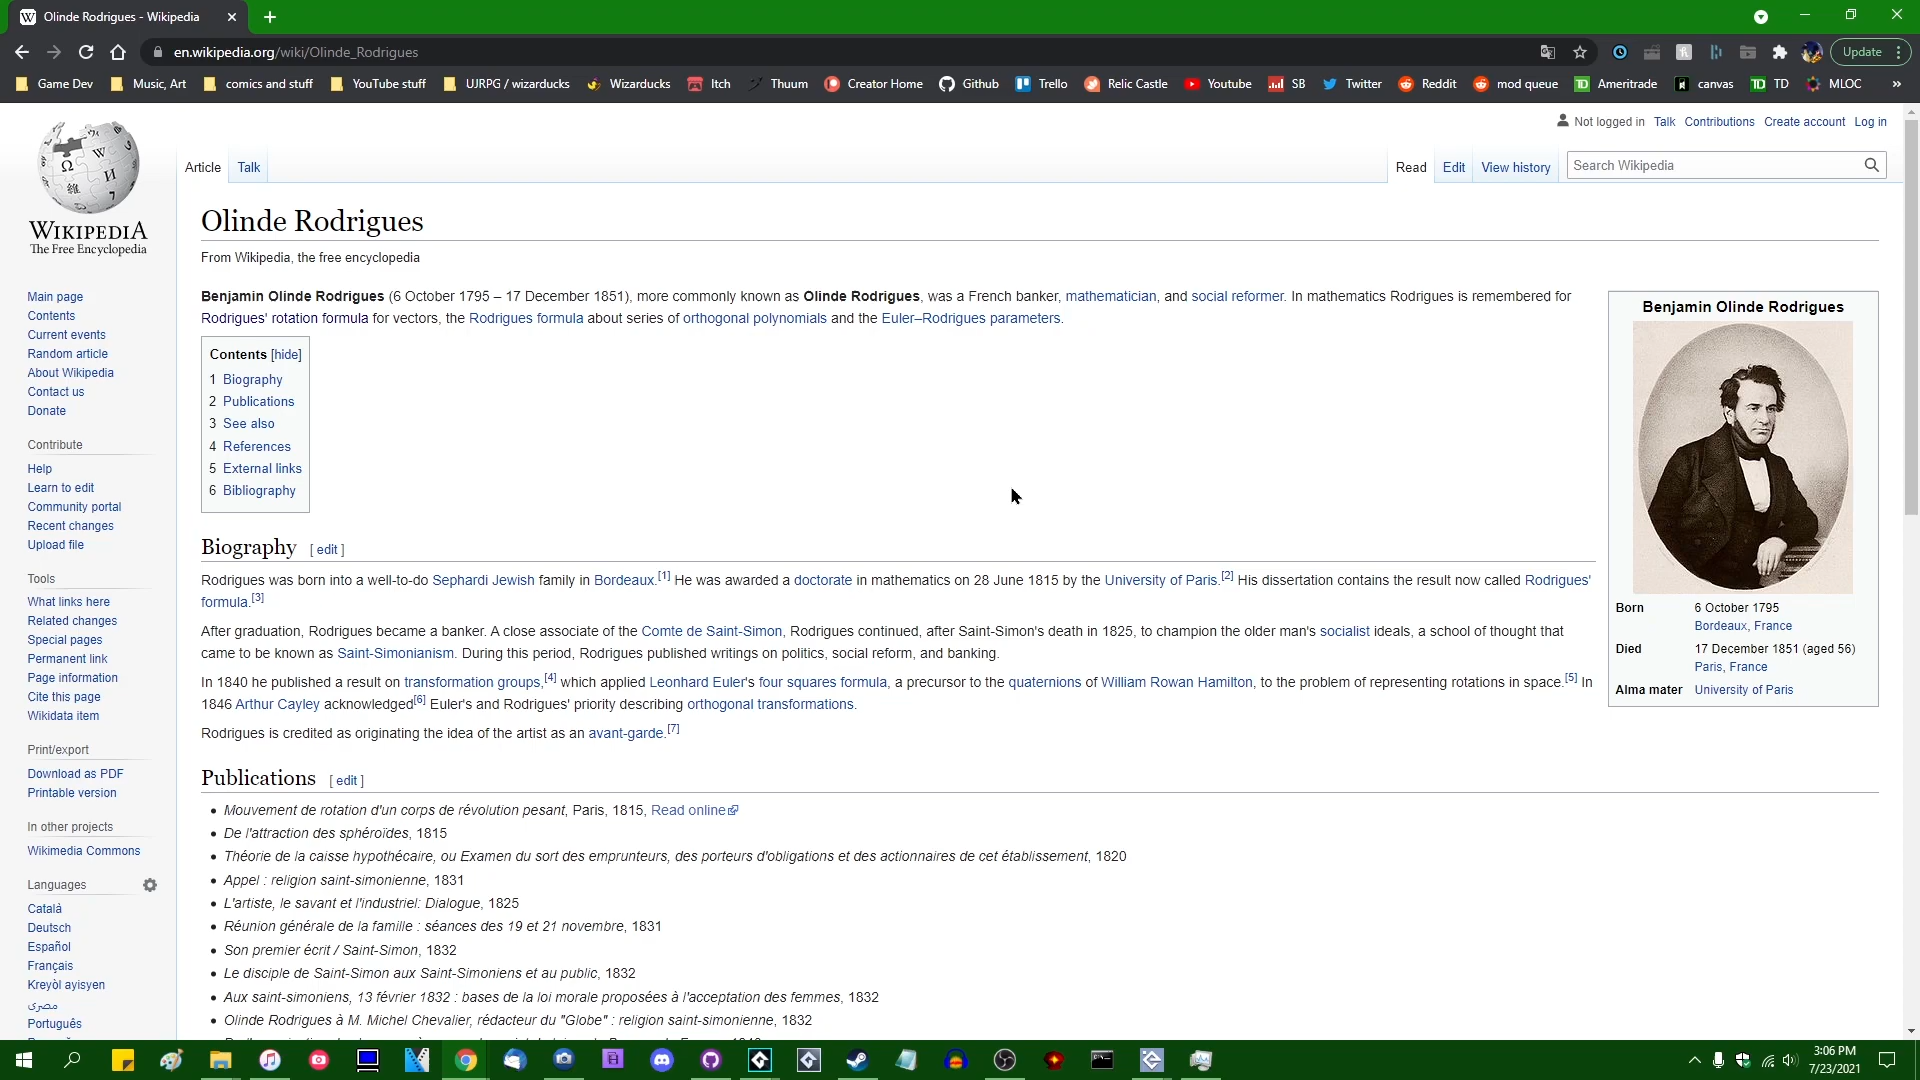 Olinde Rodrigues - Wikipedia
en.wikipedia.org/wiki/Olinde_Rodrigues
Update
Game Dev
Music, Art
comics and stuff
YouTube stuff
UJRPG / wizarducks
Wizarducks
Itch
Thuum
Creator Home
Github
Trello
Relic Castle
Youtube
SB
Twitter
Reddit
mod queue
Ameritrade
canvas
TD
MLOC
»
Not logged in
Talk
Contributions
Create account
Log in
WIKIPEDIA
The Free Encyclopedia
Article
Talk
Read
Edit
View history
Search Wikipedia
Main page
Contents
Current events
Random article
About Wikipedia
Contact us
Donate
Contribute
Help
Learn to edit
Community portal
Recent changes
Upload file
Tools
What links here
Related changes
Special pages
Permanent link
Page information
Cite this page
Wikidata item
Print/export
Download as PDF
Printable version
In other projects
Wikimedia Commons
Languages
Català
Deutsch
Español
Français
Kreyòl ayisyen
مصرى
Português
Olinde Rodrigues
From Wikipedia, the free encyclopedia
Benjamin Olinde Rodrigues (6 October 1795 – 17 December 1851), more commonly known as Olinde Rodrigues, was a French banker, mathematician, and social reformer. In mathematics Rodrigues is remembered for
Rodrigues' rotation formula for vectors, the Rodrigues formula about series of orthogonal polynomials and the Euler–Rodrigues parameters.
Contents [hide]
1 Biography
2 Publications
3 See also
4 References
5 External links
6 Bibliography
Biography [ edit ]
Rodrigues was born into a well-to-do Sephardi Jewish family in Bordeaux.[1] He was awarded a doctorate in mathematics on 28 June 1815 by the University of Paris.[2] His dissertation contains the result now called Rodrigues'
formula.[3]
After graduation, Rodrigues became a banker. A close associate of the Comte de Saint-Simon, Rodrigues continued, after Saint-Simon's death in 1825, to champion the older man's socialist ideals, a school of thought that
came to be known as Saint-Simonianism. During this period, Rodrigues published writings on politics, social reform, and banking.
In 1840 he published a result on transformation groups,[4] which applied Leonhard Euler's four squares formula, a precursor to the quaternions of William Rowan Hamilton, to the problem of representing rotations in space.[5] In
1846 Arthur Cayley acknowledged[6] Euler's and Rodrigues' priority describing orthogonal transformations.
Rodrigues is credited as originating the idea of the artist as an avant-garde.[7]
Publications [ edit ]
• Mouvement de rotation d'un corps de révolution pesant, Paris, 1815, Read online
• De l'attraction des sphéroïdes, 1815
• Théorie de la caisse hypothécaire, ou Examen du sort des emprunteurs, des porteurs d'obligations et des actionnaires de cet établissement, 1820
• Appel : religion saint-simonienne, 1831
• L'artiste, le savant et l'industriel: Dialogue, 1825
• Réunion générale de la famille : séances des 19 et 21 novembre, 1831
• Son premier écrit / Saint-Simon, 1832
• Le disciple de Saint-Simon aux Saint-Simoniens et au public, 1832
• Aux saint-simoniens, 13 février 1832 : bases de la loi morale proposées à l'acceptation des femmes, 1832
• Olinde Rodrigues à M. Michel Chevalier, rédacteur du "Globe" : religion saint-simonienne, 1832
Benjamin Olinde Rodrigues
Born 6 October 1795
Bordeaux, France
Died 17 December 1851 (aged 56)
Paris, France
Alma mater University of Paris
3:06 PM
7/23/2021